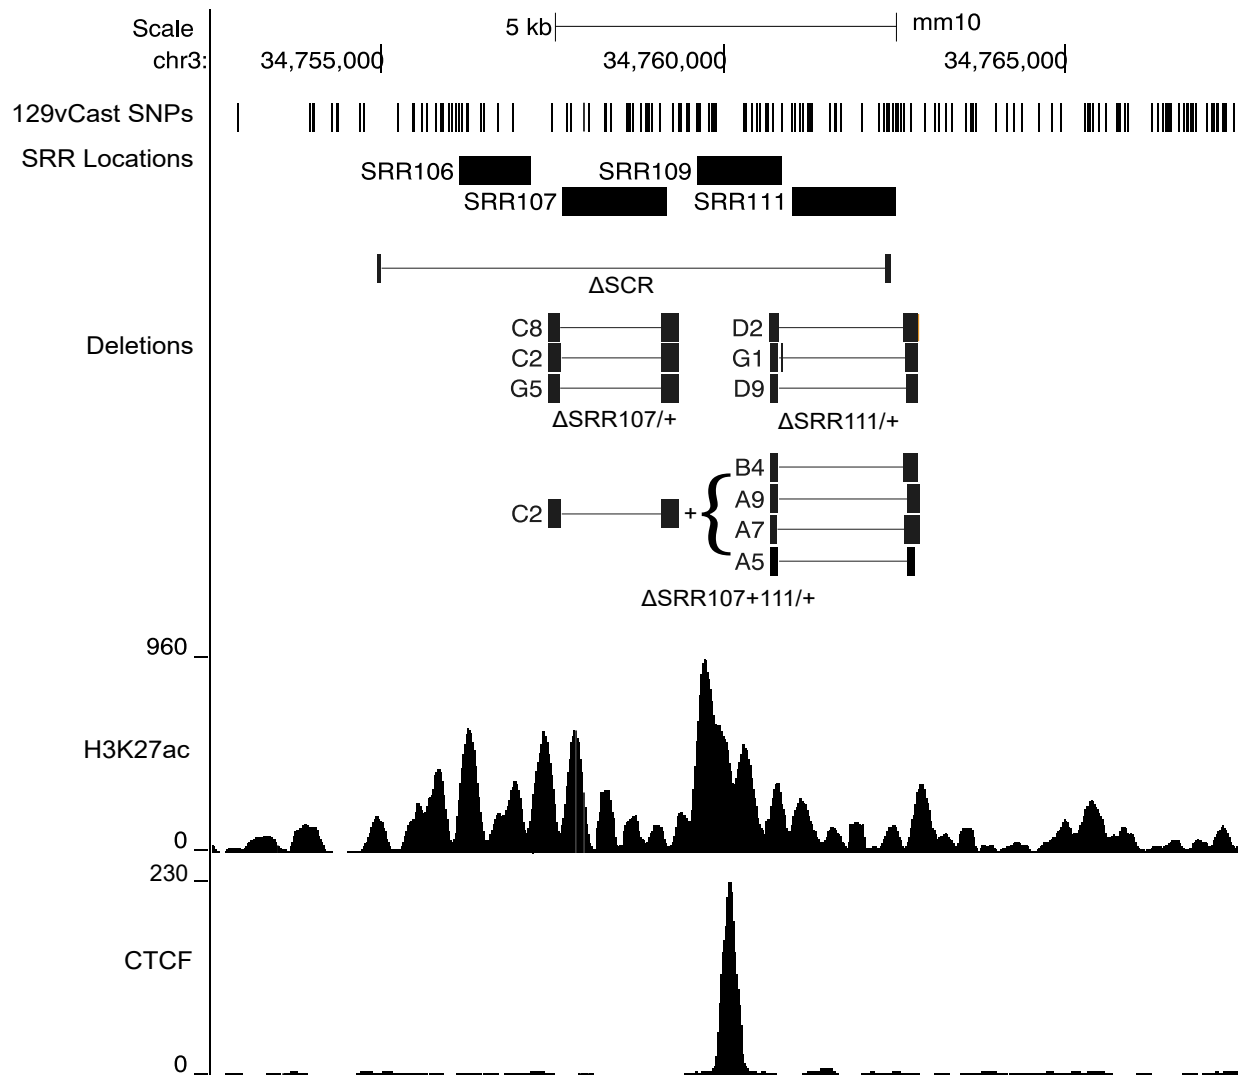 Scale 5 kb mm10
chr3: 34,755,000 34,760,000 34,765,000
129vCast SNPs
SRR Locations
SRR106 SRR109
SRR107 SRR111
ΔSCR
C8 D2
Deletions
C2 G1
G5 D9
ΔSRR107/+ ΔSRR111/+
B4
A9
C2 + {
A7
A5
ΔSRR107+111/+
960
H3K27ac
0
230
CTCF
0